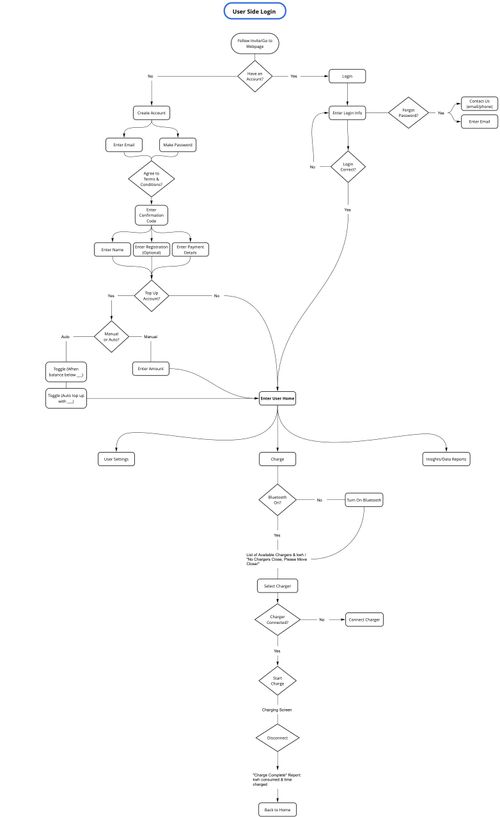 User Side Login
Follow Invite/Go to
Webpage
Have an
Account?
No
Yes
Login
Create Account
Enter Login Info
Forgot
Password?
Yes
Contact Us
(email/phone)
Enter Email
Enter Email
Make Password
No
Login
Correct?
Agree to
Terms &
Conditions?
Yes
Enter
Confirmation
Code
Enter Name
Enter Registration
(Optional)
Enter Payment
Details
Yes
Top Up
Account?
No
Auto
Manual
or Auto?
Manual
Toggle (When
balance below ___)
Enter Amount
Toggle (Auto top up
with ___)
Enter User Home
User Settings
Charge
Insights/Data Reports
Bluetooth
On?
No
Turn On Bluetooth
Yes
List of Available Chargers & kwh /
"No Chargers Close, Please Move
Closer"
Select Charger
Charger
Connected?
No
Connect Charger
Yes
Start
Charge
Charging Screen
Disconnect
"Charge Complete" Report:
kwh consumed & time
charged
Back to Home